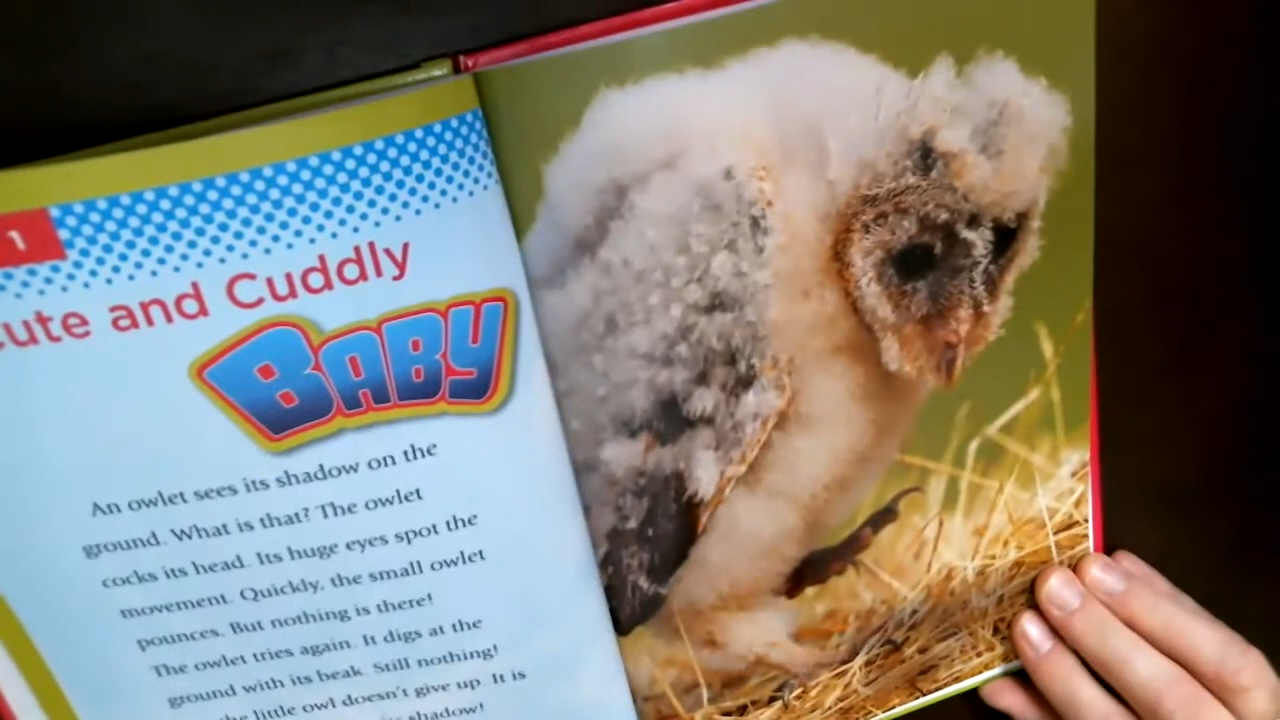 1
Cute and Cuddly
BABY
An owlet sees its shadow on the
ground. What is that? The owlet
cocks its head. Its huge eyes spot the
movement. Quickly, the small owlet
pounces. But nothing is there!
The owlet tries again. It digs at the
ground with its beak. Still nothing!
the little owl doesn't give up. It is
its shadow!